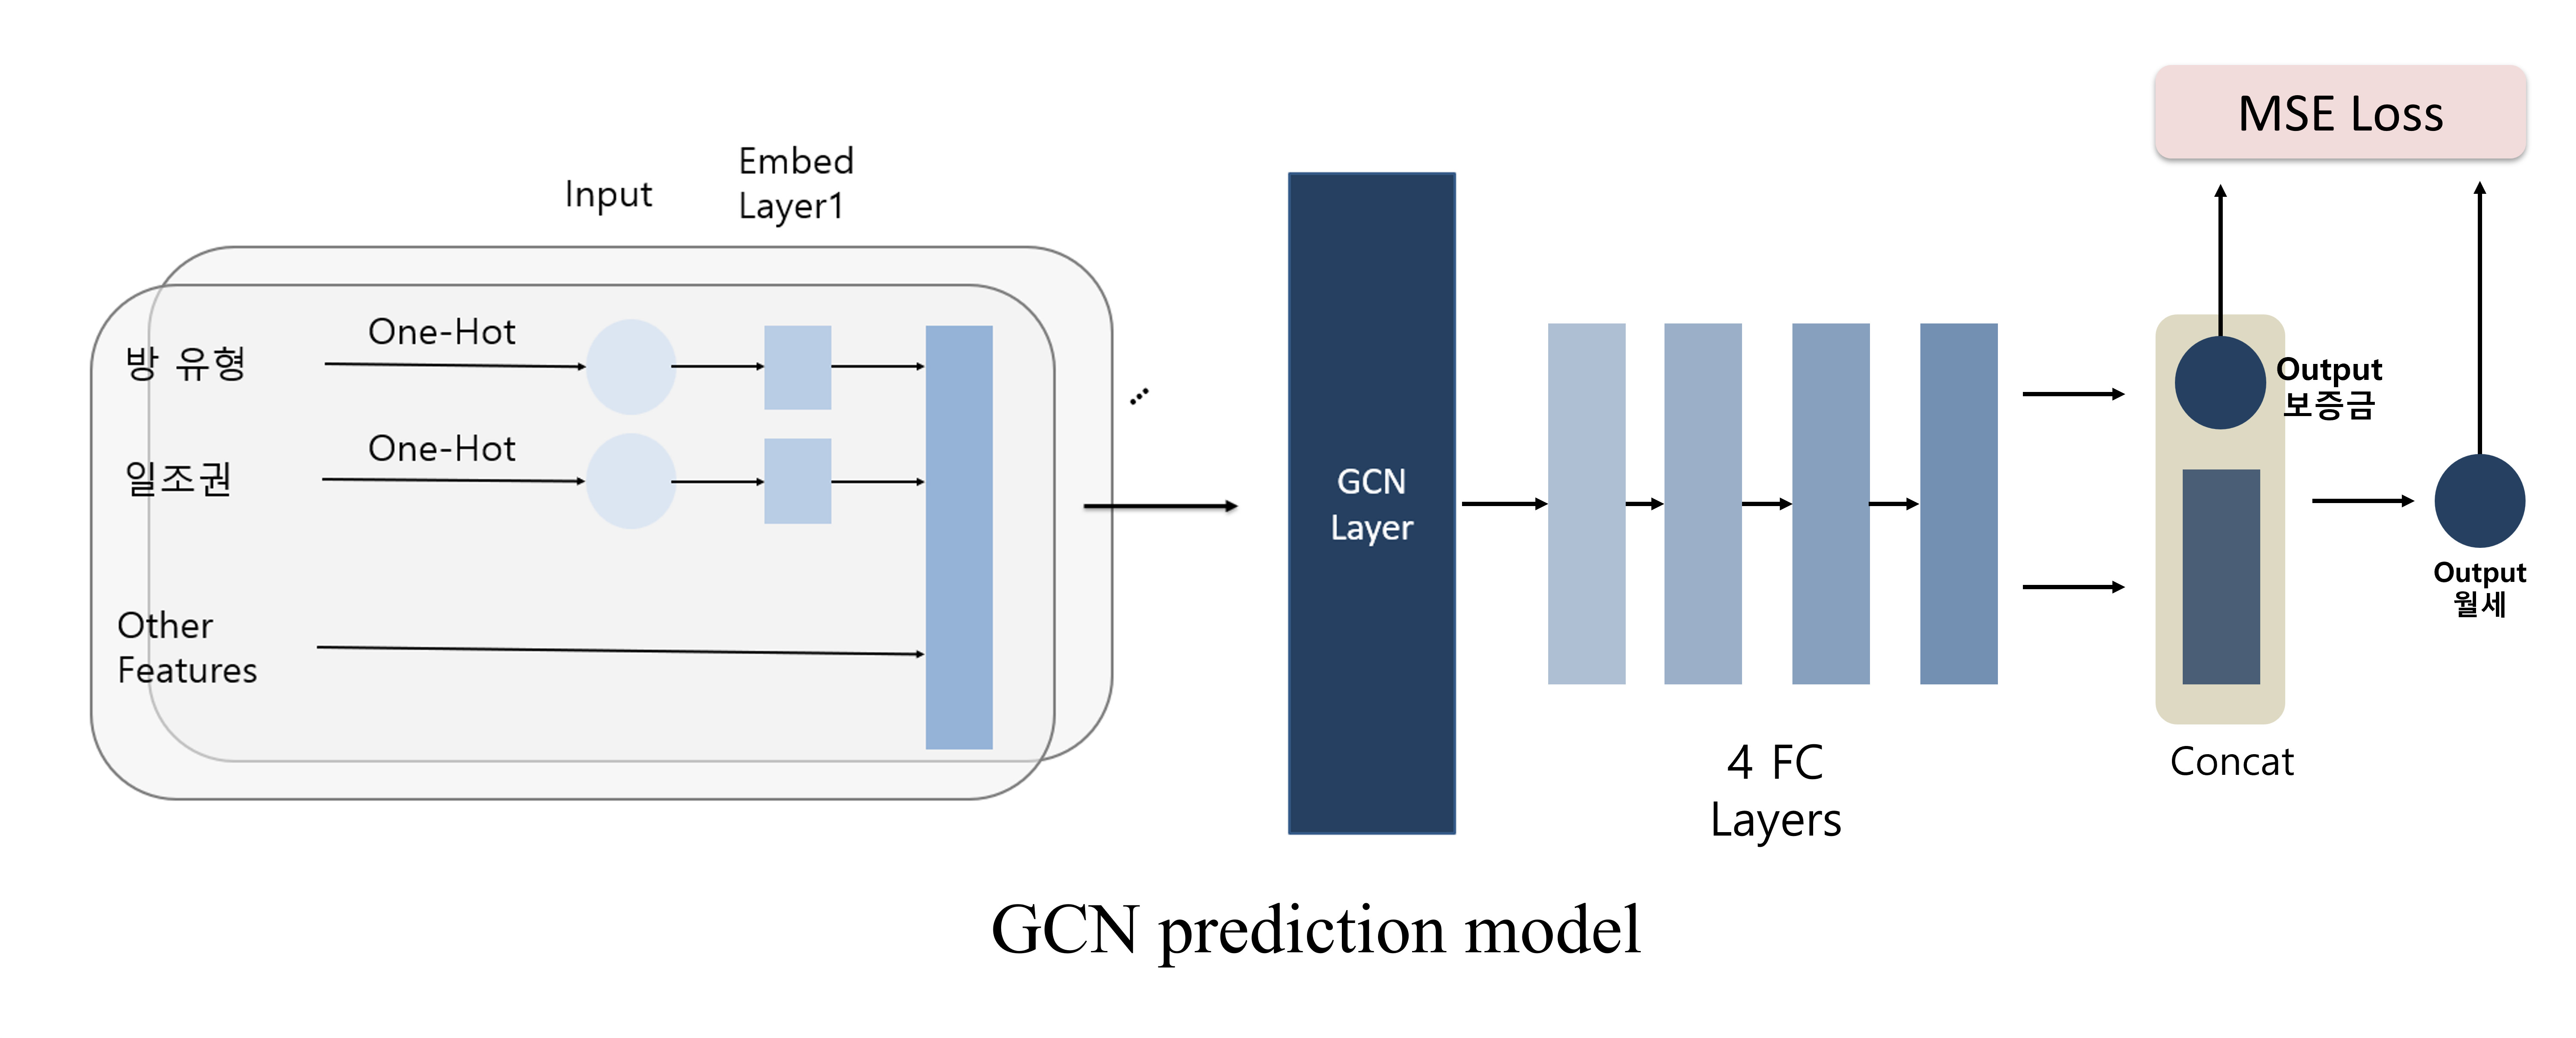 MSE Loss
Input
Embed
Layer1
방 유형
One-Hot
일조권
One-Hot
Other
Features
...
GCN
Layer
4 FC
Layers
Output
보증금
Concat
Output
월세
GCN prediction model